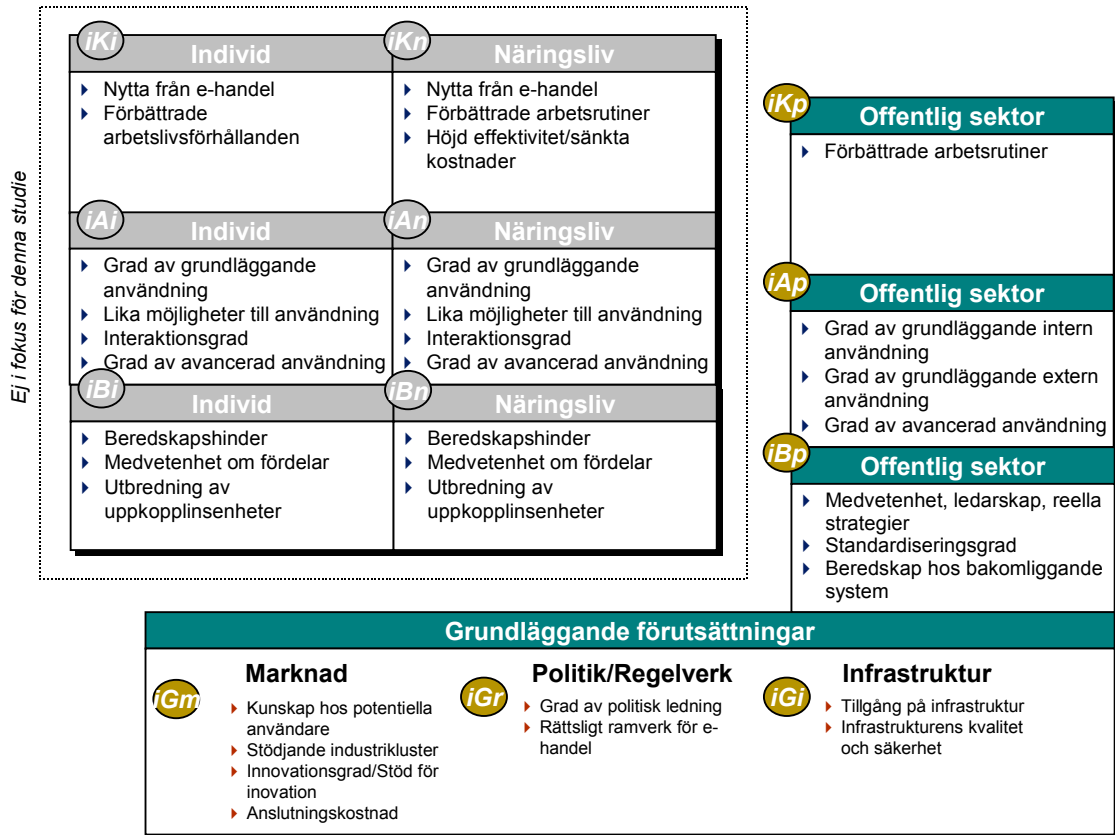 Ej i fokus för denna studie
iKi
Individ
Nytta från e-handel
Förbättrade
arbetslivsförhållanden
iKn
Näringsliv
Nytta från e-handel
Förbättrade arbetsrutiner
Höjd effektivitet/sänkta
kostnader
iKp
Offentlig sektor
Förbättrade arbetsrutiner
iAi
Individ
Grad av grundläggande
användning
Lika möjligheter till användning
Interaktionsgrad
Grad av avancerad användning
iAn
Näringsliv
Grad av grundläggande
användning
Lika möjligheter till användning
Interaktionsgrad
Grad av avancerad användning
iAp
Offentlig sektor
Grad av grundläggande intern
användning
Grad av grundläggande extern
användning
Grad av avancerad användning
iBi
Individ
Beredskapshinder
Medvetenhet om fördelar
Utbredning av
uppkopplinsenheter
iBn
Näringsliv
Beredskapshinder
Medvetenhet om fördelar
Utbredning av
uppkopplinsenheter
iBp
Offentlig sektor
Medvetenhet, ledarskap, reella
strategier
Standardiseringsgrad
Beredskap hos bakomliggande
system
Grundläggande förutsättningar
iGm
Marknad
Kunskap hos potentiella
användare
Stödjande industrikluster
Innovationsgrad/Stöd för
inovation
Anslutningskostnad
iGr
Politik/Regelverk
Grad av politisk ledning
Rättsligt ramverk för e-
handel
iGi
Infrastruktur
Tillgång på infrastruktur
Infrastrukturens kvalitet
och säkerhet